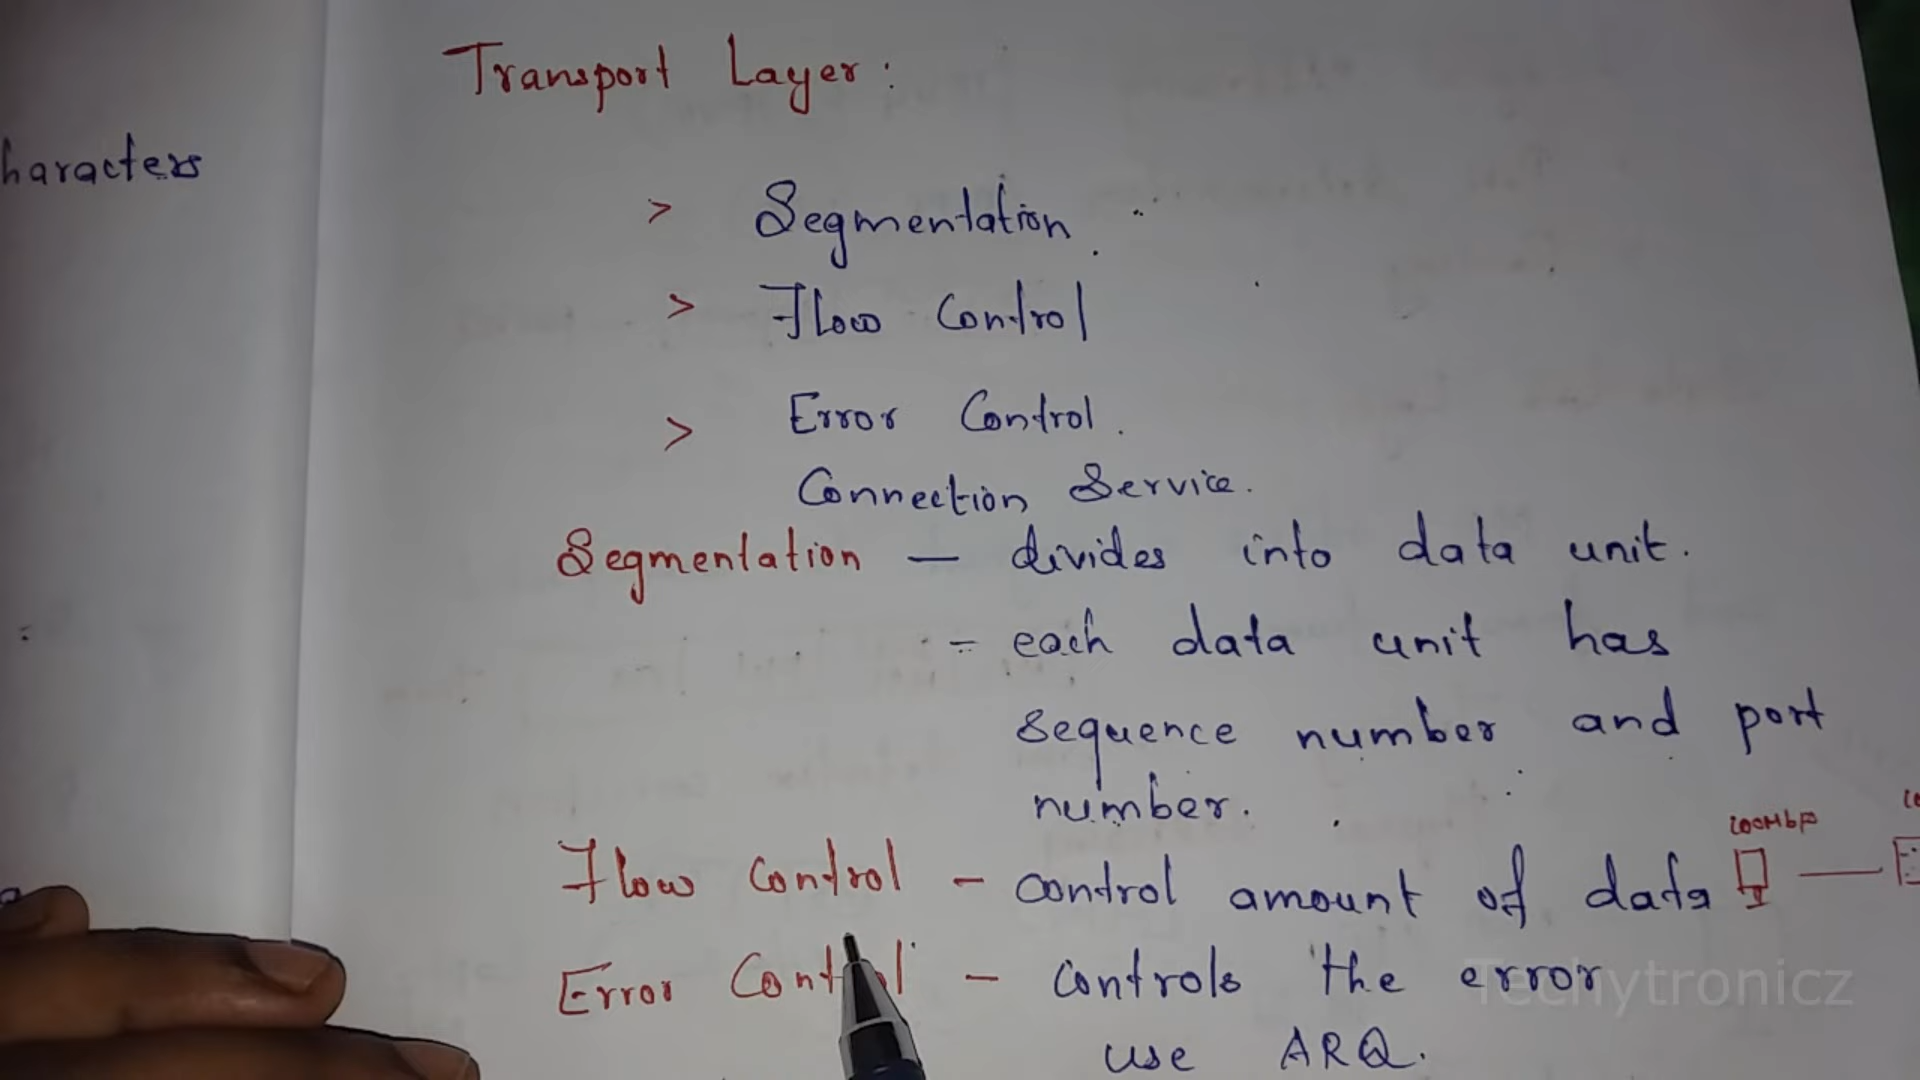 haracters
Transport Layer:
> Segmentation
> Flow Control
> Error Control.
Connection Service.
Segmentation — divides into data unit.
- each data unit has
sequence number and port
number.
100Mbp
Flow Control - control amount of data
Error Control - controls the error
use ARQ.
Techytronicz